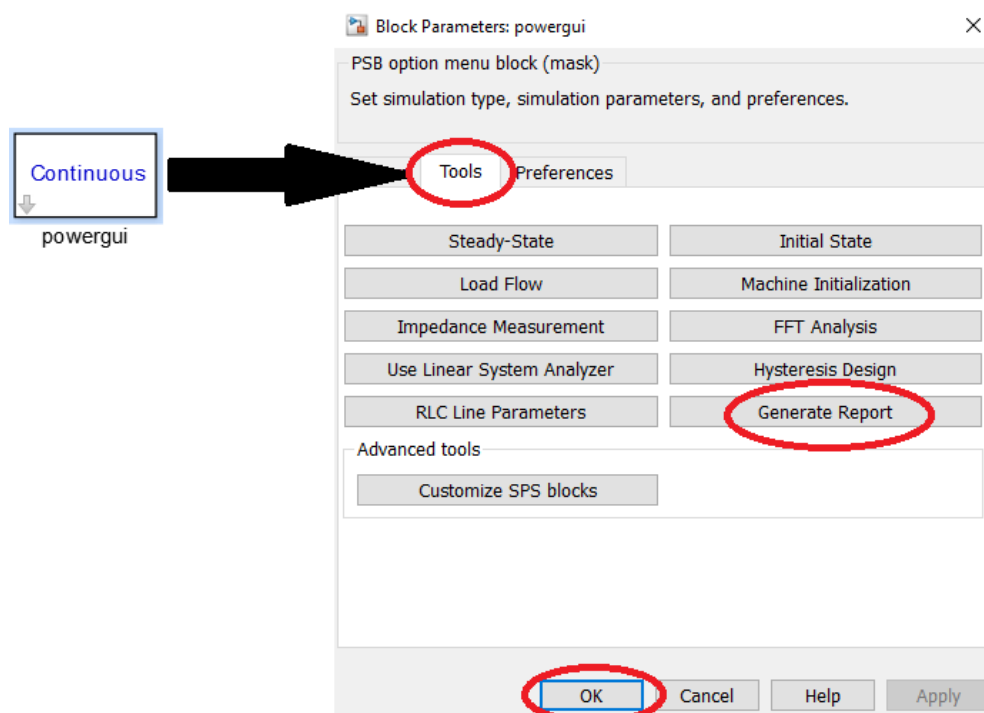 Block Parameters: powergui
PSB option menu block (mask)
Set simulation type, simulation parameters, and preferences.
Continuous
powergui
Tools
Preferences
Steady-State
Initial State
Load Flow
Machine Initialization
Impedance Measurement
FFT Analysis
Use Linear System Analyzer
Hysteresis Design
RLC Line Parameters
Generate Report
Advanced tools
Customize SPS blocks
OK
Cancel
Help
Apply